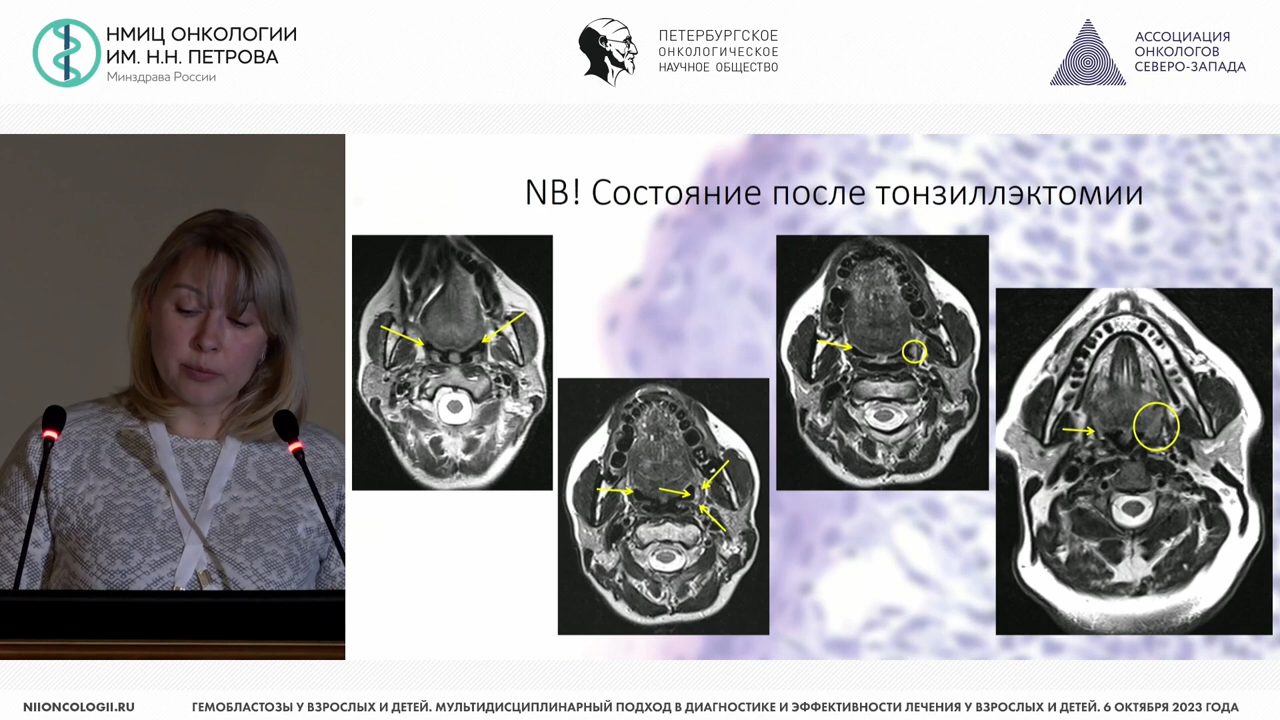 НМИЦ ОНКОЛОГИИ
ИМ. Н.Н. ПЕТРОВА
Минздрава России
ПЕТЕРБУРГСКОЕ
ОНКОЛОГИЧЕСКОЕ
НАУЧНОЕ ОБЩЕСТВО
АССОЦИАЦИЯ
ОНКОЛОГОВ
СЕВЕРО-ЗАПАДА
NB! Состояние после тонзиллэктомии
NIIONCOLOGII.RU
ГЕМОБЛАСТОЗЫ У ВЗРОСЛЫХ И ДЕТЕЙ. МУЛЬТИДИСЦИПЛИНАРНЫЙ ПОДХОД В ДИАГНОСТИКЕ И ЭФФЕКТИВНОСТИ ЛЕЧЕНИЯ У ВЗРОСЛЫХ И ДЕТЕЙ. 6 ОКТЯБРЯ 2023 ГОДА